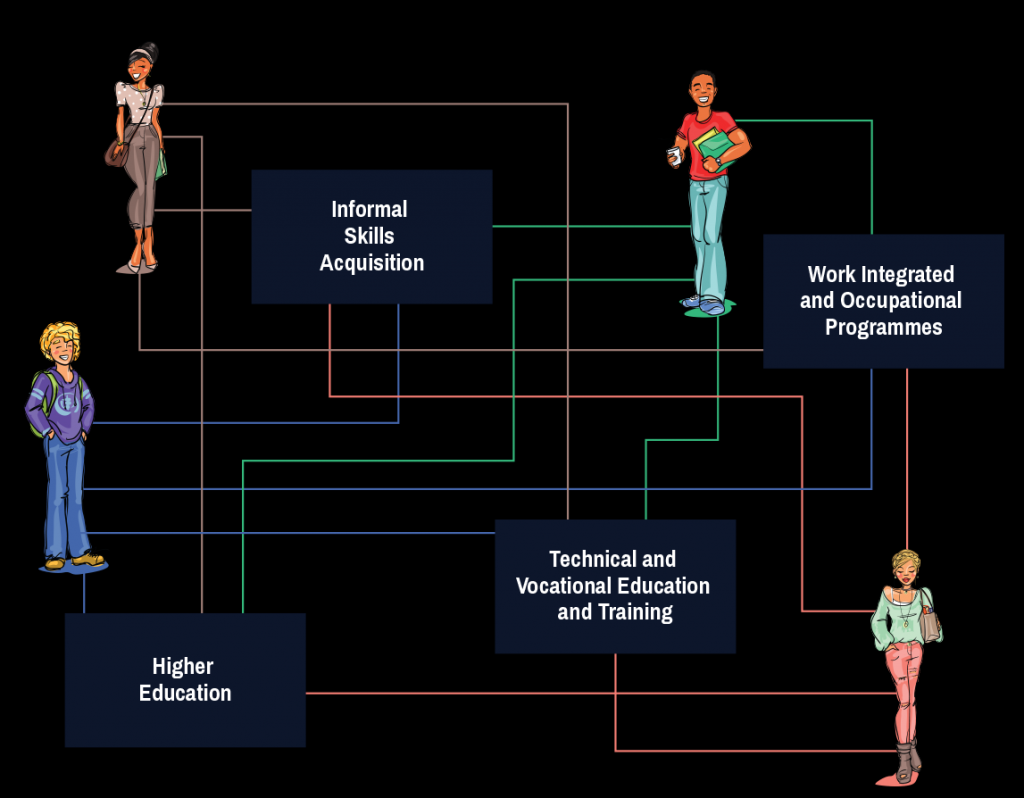 Informal
Skills
Acquisition
Work Integrated
and Occupational
Programmes
Technical and
Vocational Education
and Training
Higher
Education